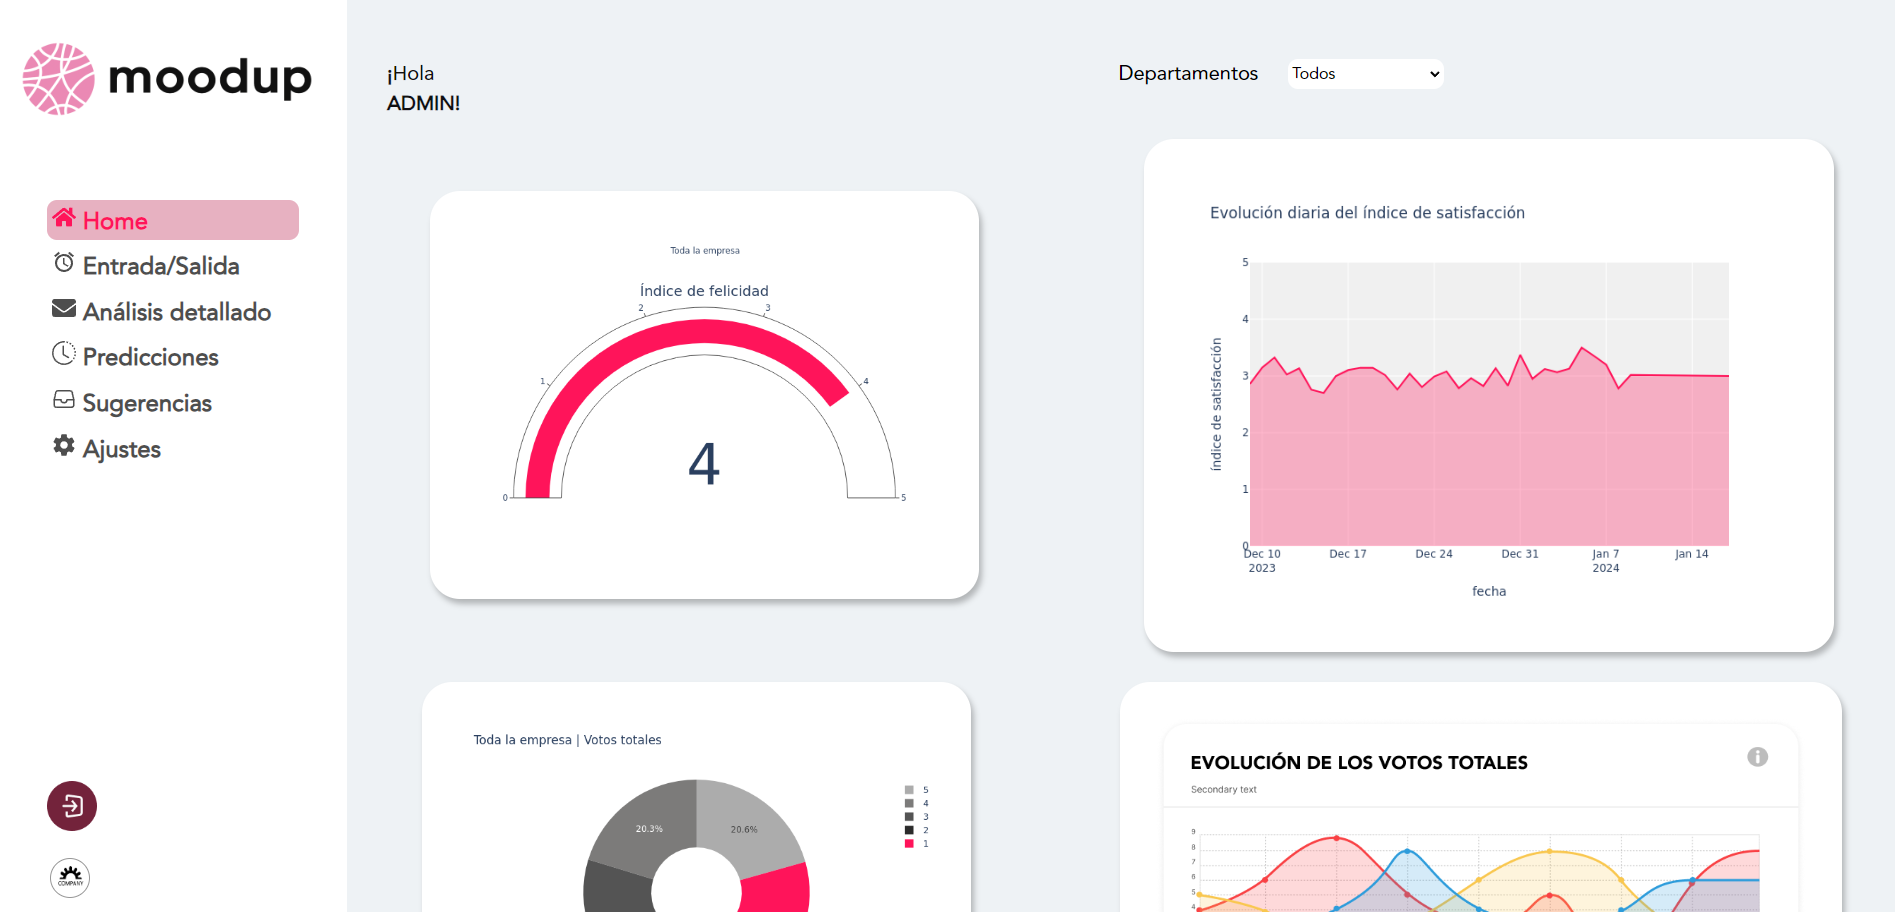 moodup
Home
Entrada/Salida
Análisis detallado
Predicciones
Sugerencias
Ajustes
COMPANY
¡Hola
ADMIN!
Departamentos
Todos
Toda la empresa
Índice de felicidad
0
1
2
3
4
5
4
Evolución diaria del índice de satisfacción
índice de satisfacción
5
4
3
2
1
0
Dec 10
2023
Dec 17
Dec 24
Dec 31
Jan 7
2024
Jan 14
fecha
Toda la empresa | Votos totales
20.3%
20.6%
5
4
3
2
1
EVOLUCIÓN DE LOS VOTOS TOTALES
Secondary text
9
8
7
6
5
4